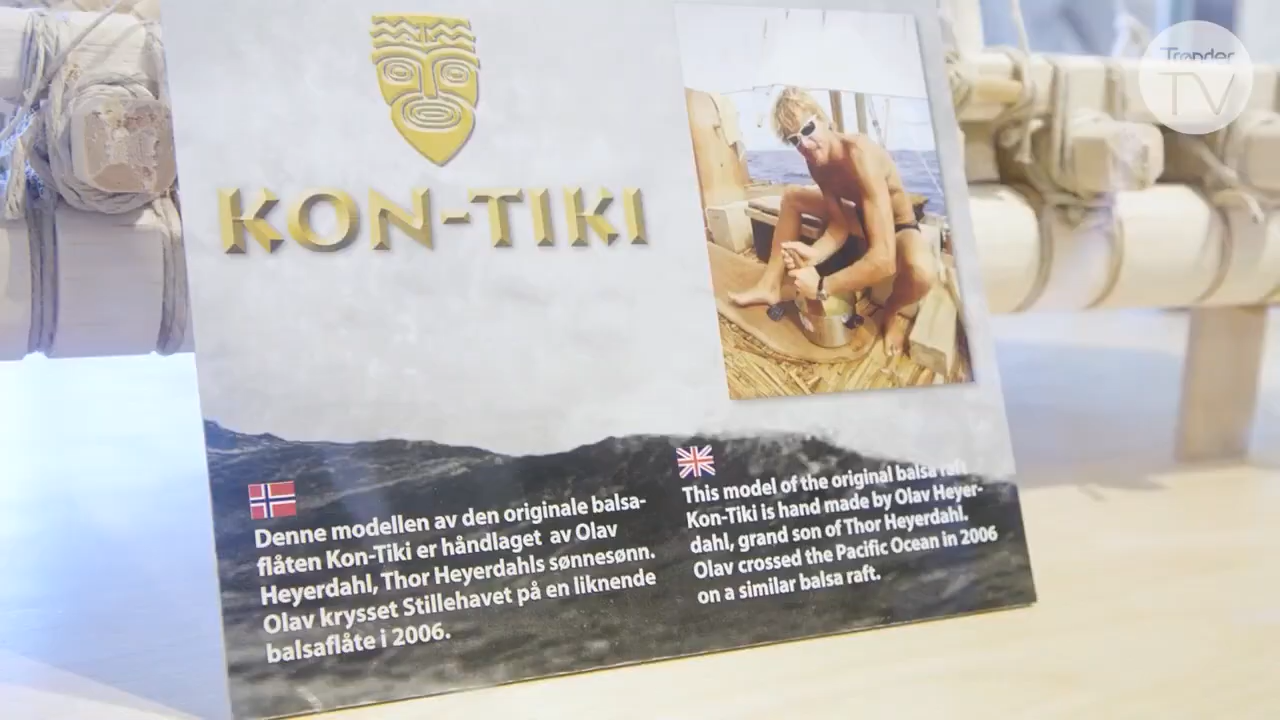 Trønder
TV
KON-TIKI
Denne modellen av den originale balsa-
flåten Kon-Tiki er håndlaget av Olav
Heyerdahl, Thor Heyerdahls sønnesønn.
Olav krysset Stillehavet på en liknende
balsaflåte i 2006.
This model of the original balsa raft
Kon-Tiki is hand made by Olav Heyer-
dahl, grand son of Thor Heyerdahl.
Olav crossed the Pacific Ocean in 2006
on a similar balsa raft.